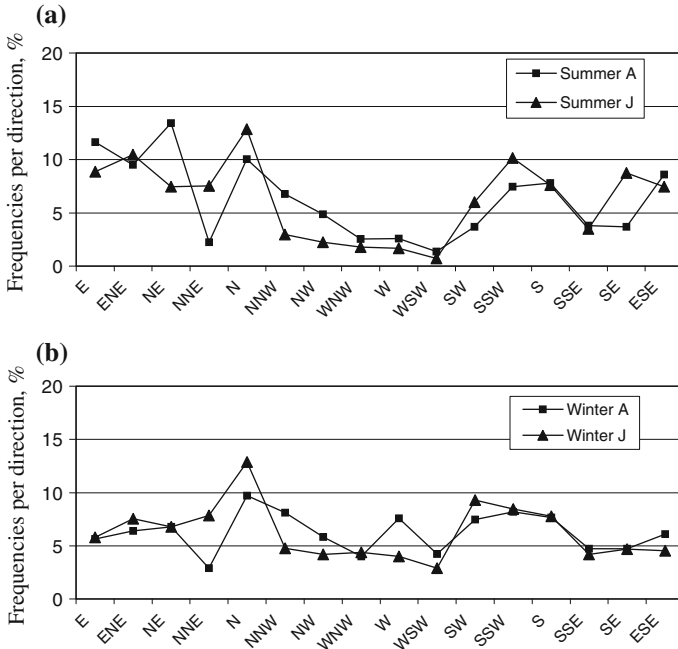 (a)
Frequencies per direction, %
20
15
10
5
0
Summer A
Summer J
E ENE NE NNE N NNW NW WNW W WSW SW SSW S SSE SE ESE
(b)
Frequencies per direction, %
20
15
10
5
0
Winter A
Winter J
E ENE NE NNE N NNW NW WNW W WSW SW SSW S SSE SE ESE